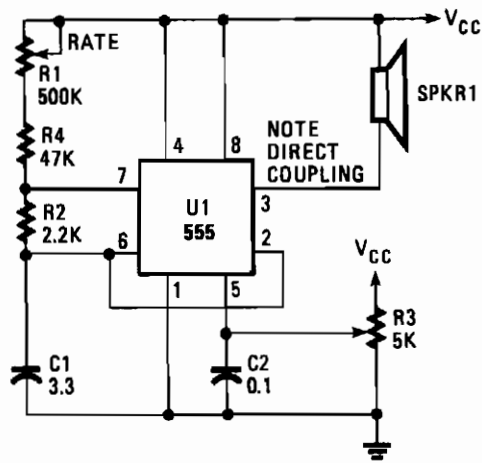 V CC
RATE
R1
500K
SPKR1
R4
47K
4
8
NOTE
DIRECT
COUPLING
7
3
U1
555
R2
2.2K
6
2
V CC
1
5
R3
5K
C1
3.3
C2
0.1